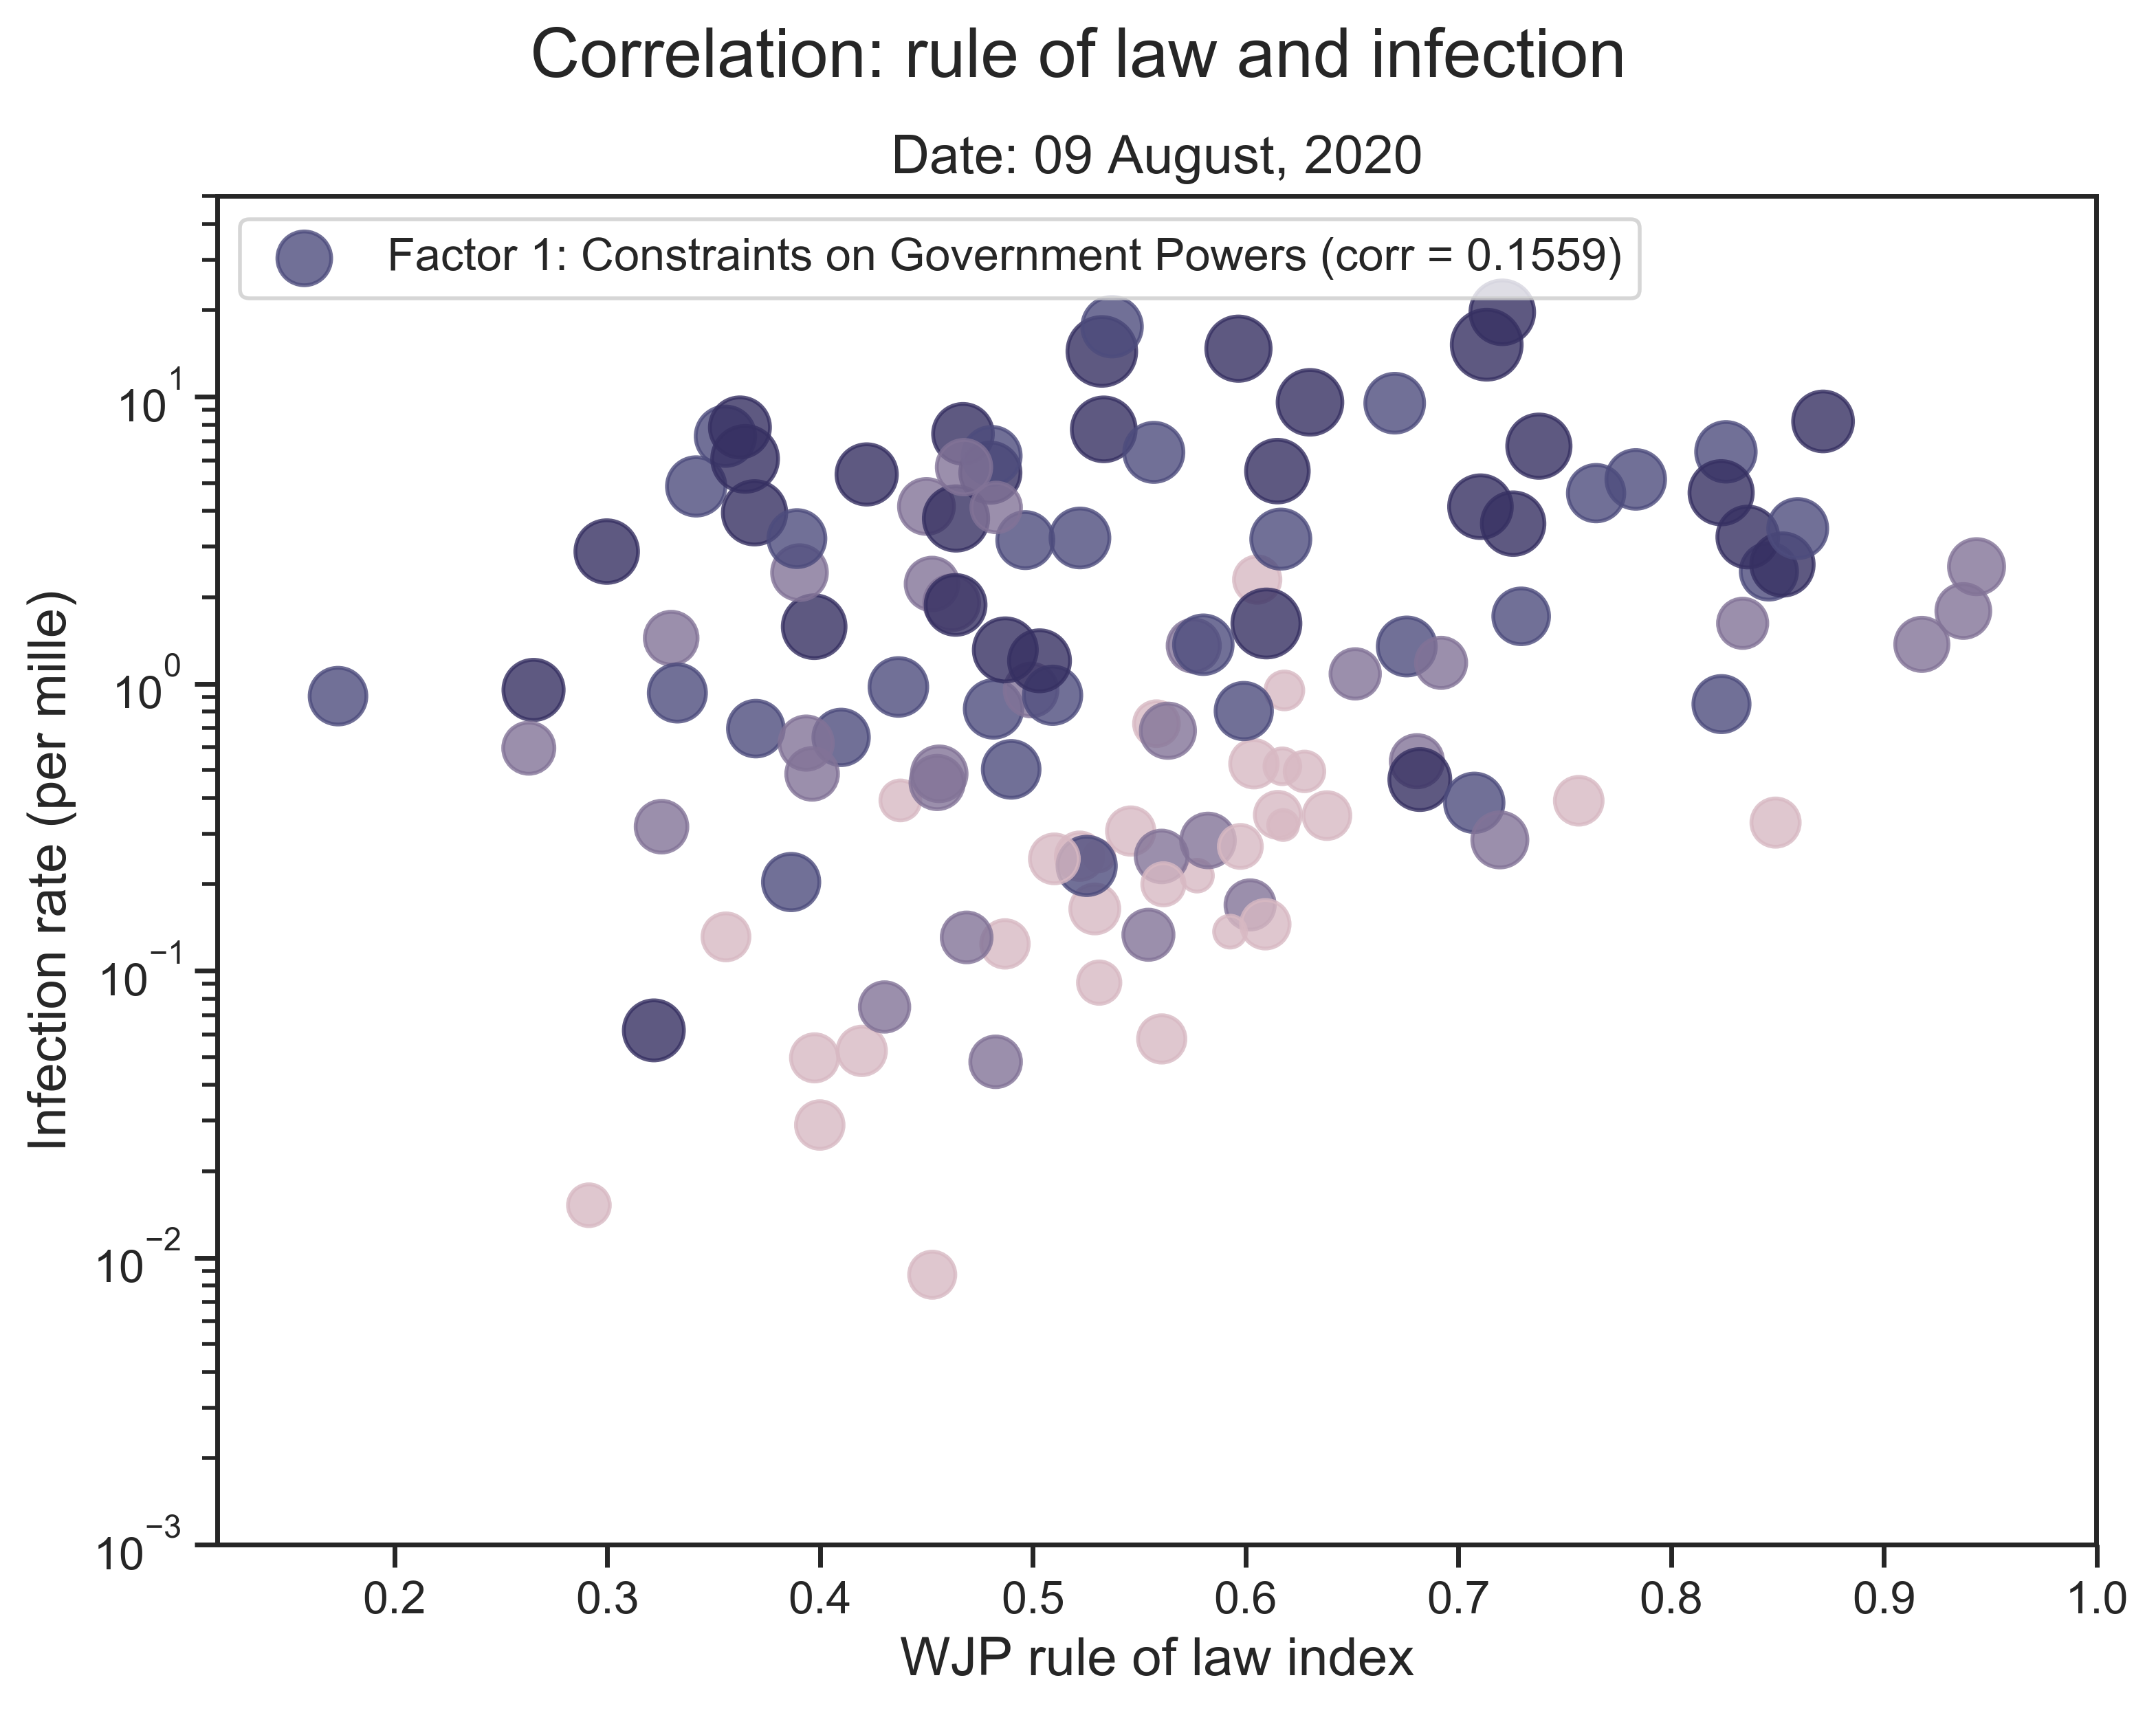 Correlation: rule of law and infection
Date: 09 August, 2020
Factor 1: Constraints on Government Powers (corr = 0.1559)
Infection rate (per mille)
10^1
10^0
10^−1
10^−2
10^−3
0.2 0.3 0.4 0.5 0.6 0.7 0.8 0.9 1.0
WJP rule of law index